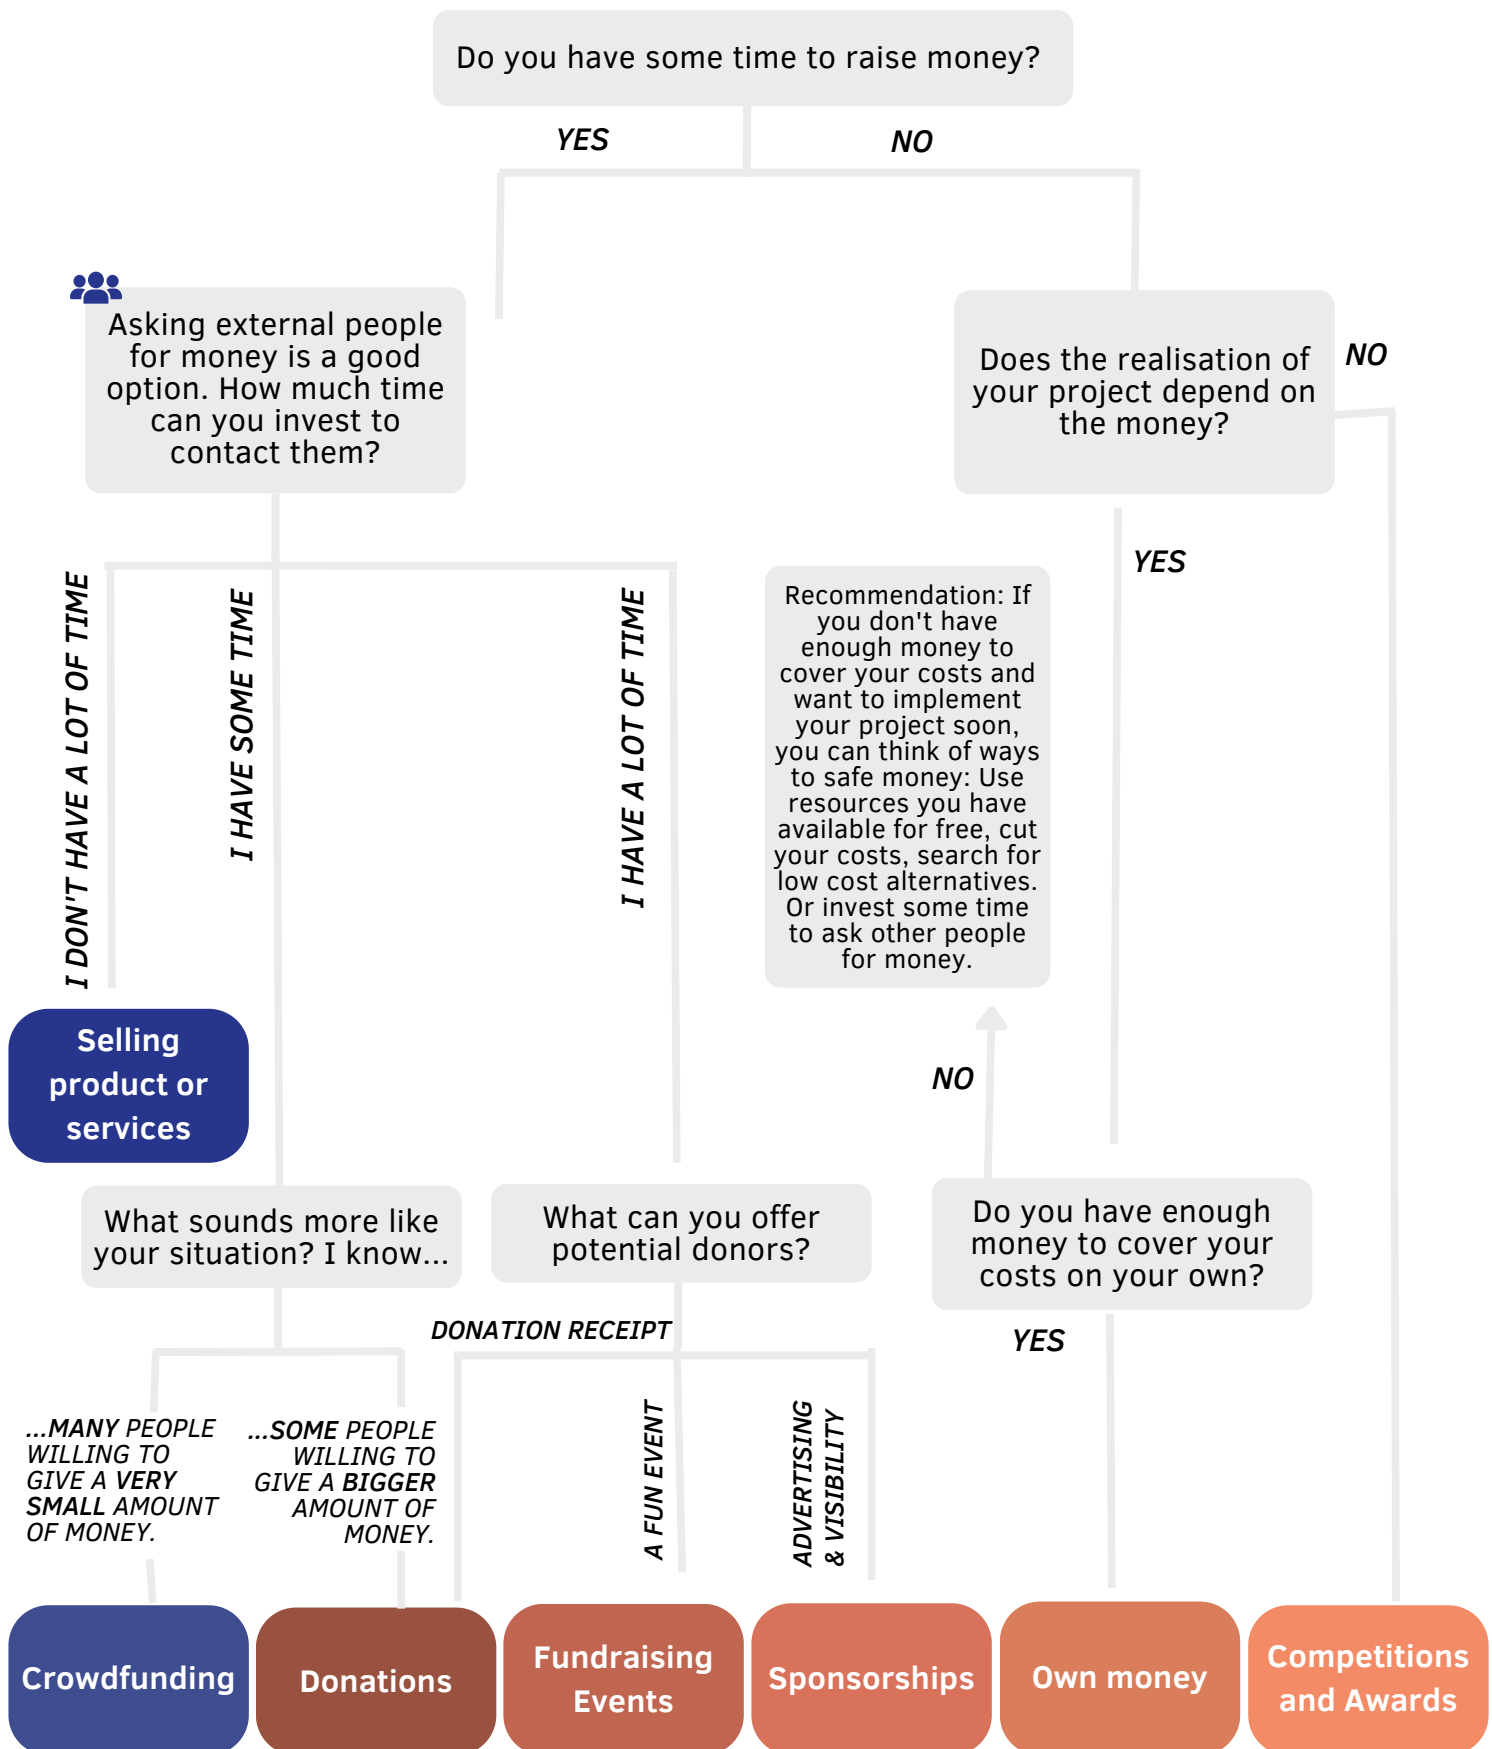 Do you have some time to raise money?
YES
NO
Asking external people
for money is a good
option. How much time
can you invest to
contact them?
Does the realisation of
your project depend on
the money?
NO
YES
I DON'T HAVE A LOT OF TIME
I HAVE SOME TIME
I HAVE A LOT OF TIME
Recommendation: If
you don't have
enough money to
cover your costs and
want to implement
your project soon,
you can think of ways
to safe money: Use
resources you have
available for free, cut
your costs, search for
low cost alternatives.
Or invest some time
to ask other people
for money.
Selling
product or
services
NO
What sounds more like
your situation? I know...
What can you offer
potential donors?
Do you have enough
money to cover your
costs on your own?
DONATION RECEIPT
YES
...MANY PEOPLE
WILLING TO
GIVE A VERY
SMALL AMOUNT
OF MONEY.
...SOME PEOPLE
WILLING TO
GIVE A BIGGER
AMOUNT OF
MONEY.
A FUN EVENT
ADVERTISING
& VISIBILITY
Crowdfunding
Donations
Fundraising
Events
Sponsorships
Own money
Competitions
and Awards